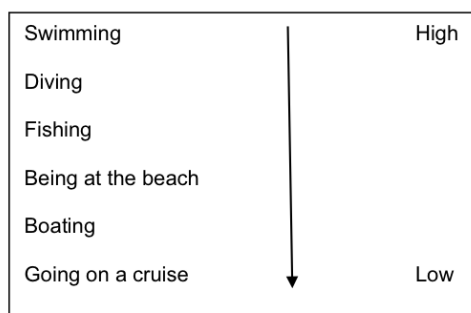 Swimming High
Diving
Fishing
Being at the beach
Boating
Going on a cruise Low